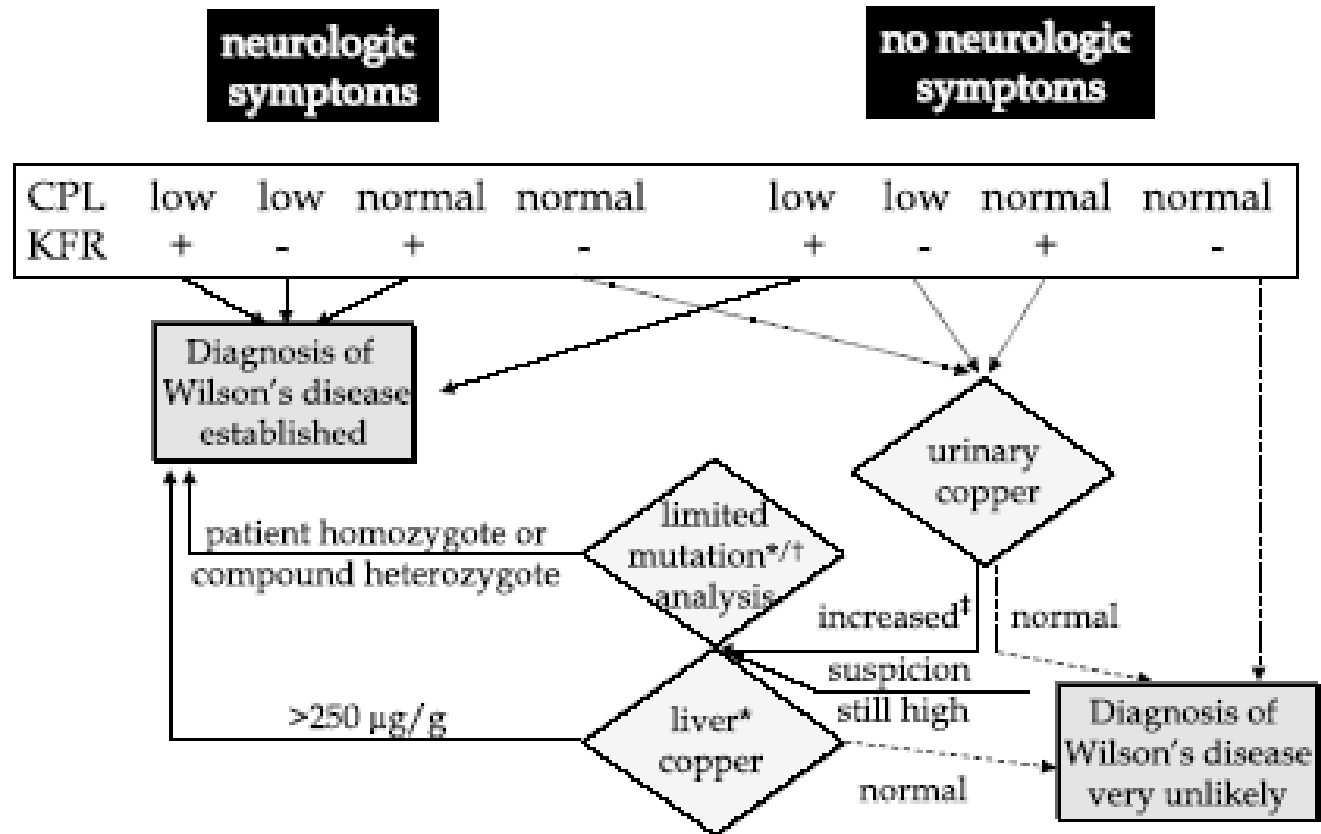 neurologic
symptoms
no neurologic
symptoms
CPL low low normal normal low low normal normal
KFR + - + - + - + -
Diagnosis of
Wilson's disease
established
urinary
copper
limited
mutation*/†
analysis
patient homozygote or
compound heterozygote
increased‡
normal
suspicion
still high
>250 µg/g
liver*
copper
normal
Diagnosis of
Wilson's disease
very unlikely